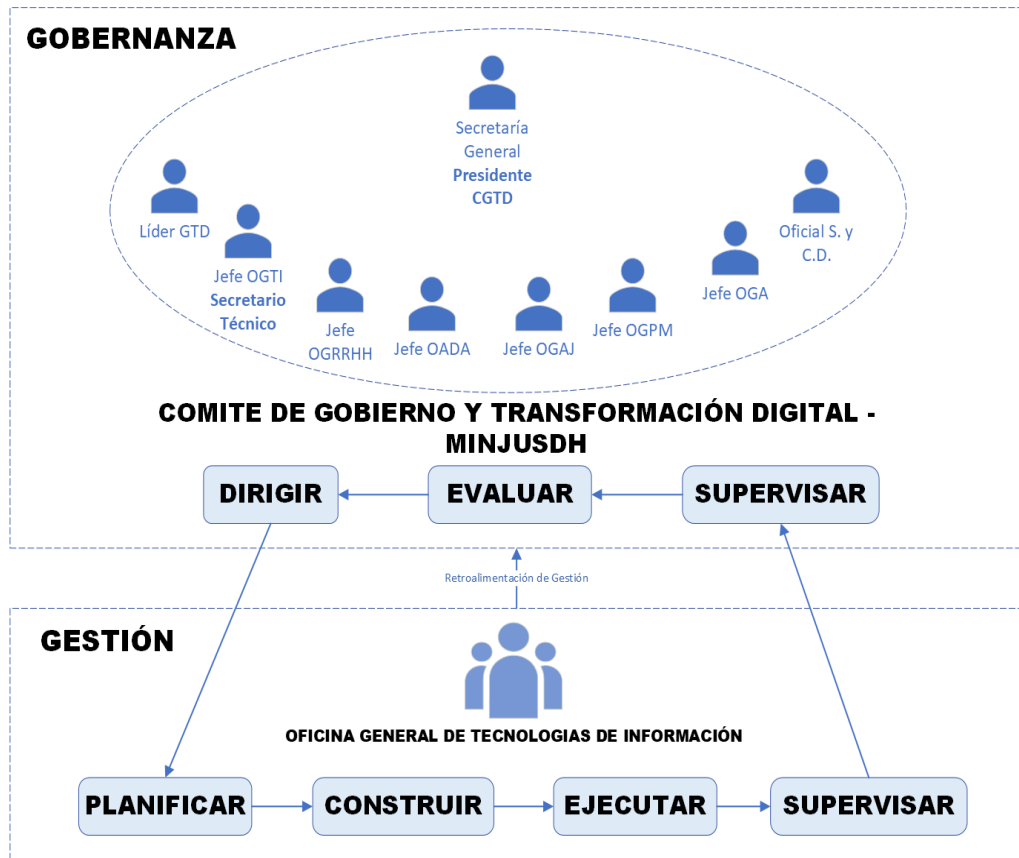 GOBERNANZA
Secretaría
General
Presidente
CGTD
Líder GTD
Jefe OGTI
Secretario
Técnico
Jefe
OGRRHH
Jefe OADA
Jefe OGAJ
Jefe OGPM
Jefe OGA
Oficial S. y
C.D.
COMITE DE GOBIERNO Y TRANSFORMACIÓN DIGITAL -
MINJUSDH
DIRIGIR
EVALUAR
SUPERVISAR
Retroalimentación de Gestión
GESTIÓN
OFICINA GENERAL DE TECNOLOGIAS DE INFORMACIÓN
PLANIFICAR
CONSTRUIR
EJECUTAR
SUPERVISAR